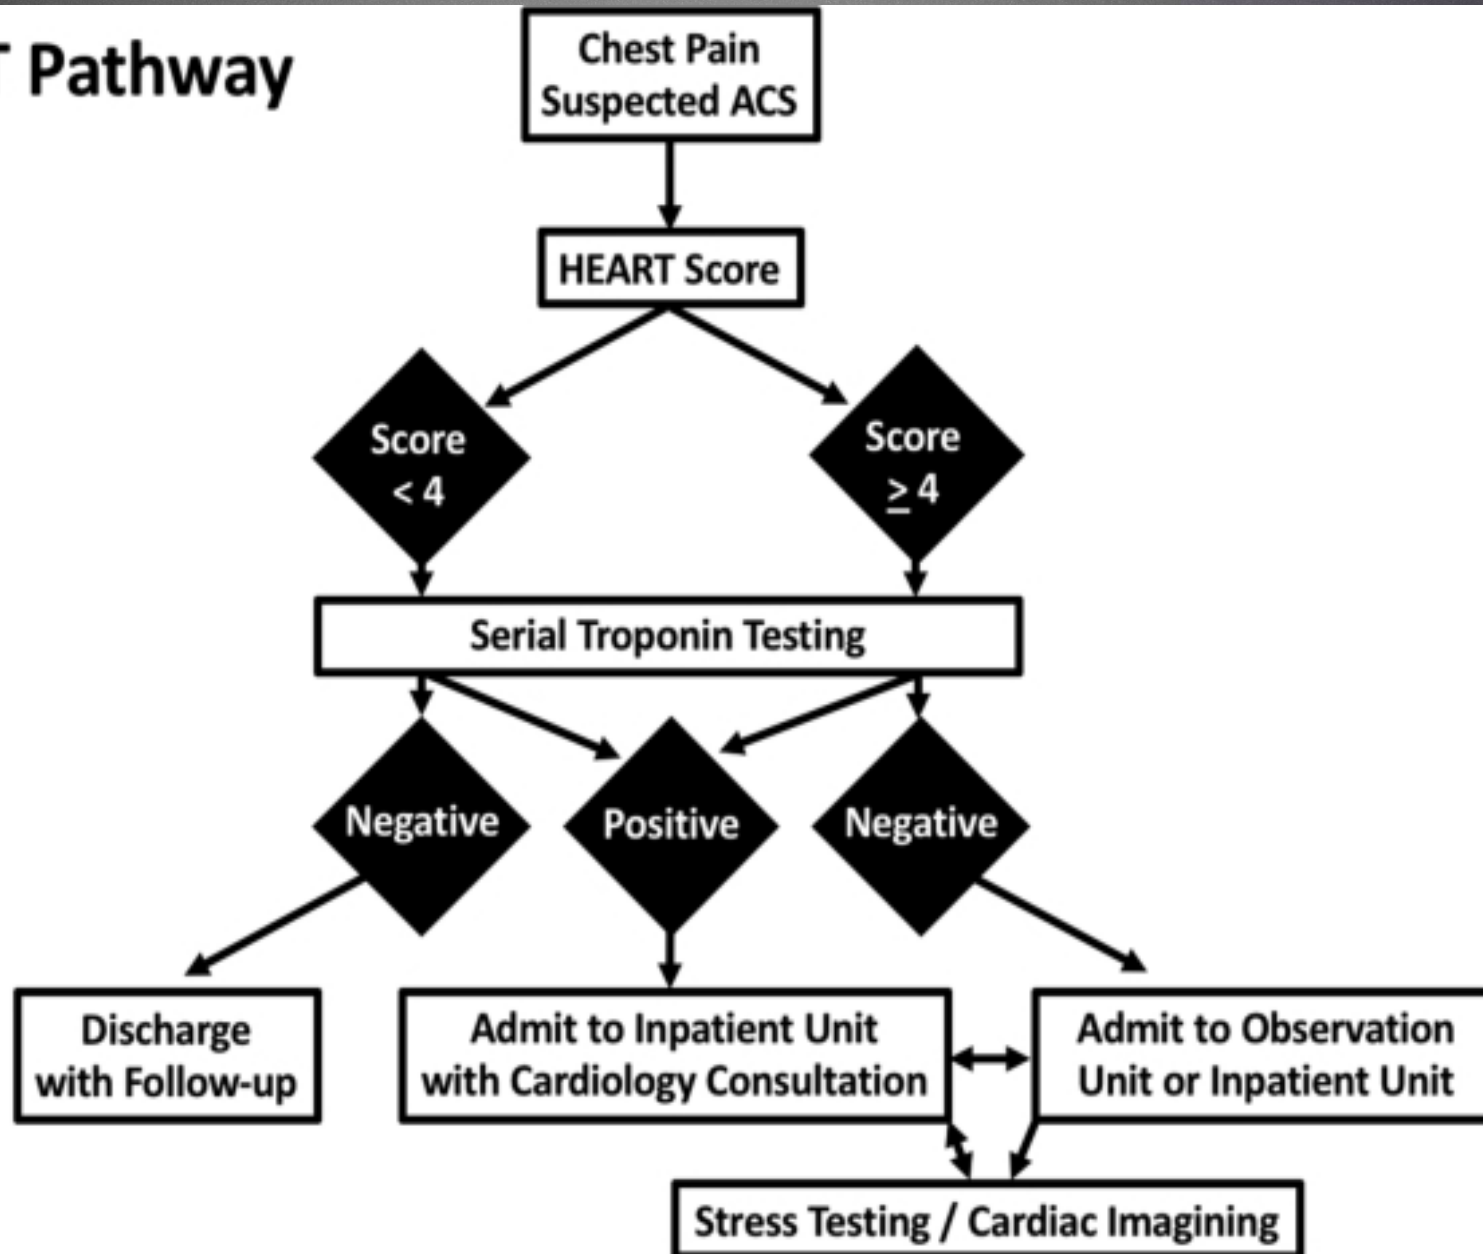 T Pathway
Chest Pain
Suspected ACS
HEART Score
Score
< 4
Score
≥ 4
Serial Troponin Testing
Negative
Positive
Negative
Discharge
with Follow-up
Admit to Inpatient Unit
with Cardiology Consultation
Admit to Observation
Unit or Inpatient Unit
Stress Testing / Cardiac Imagining